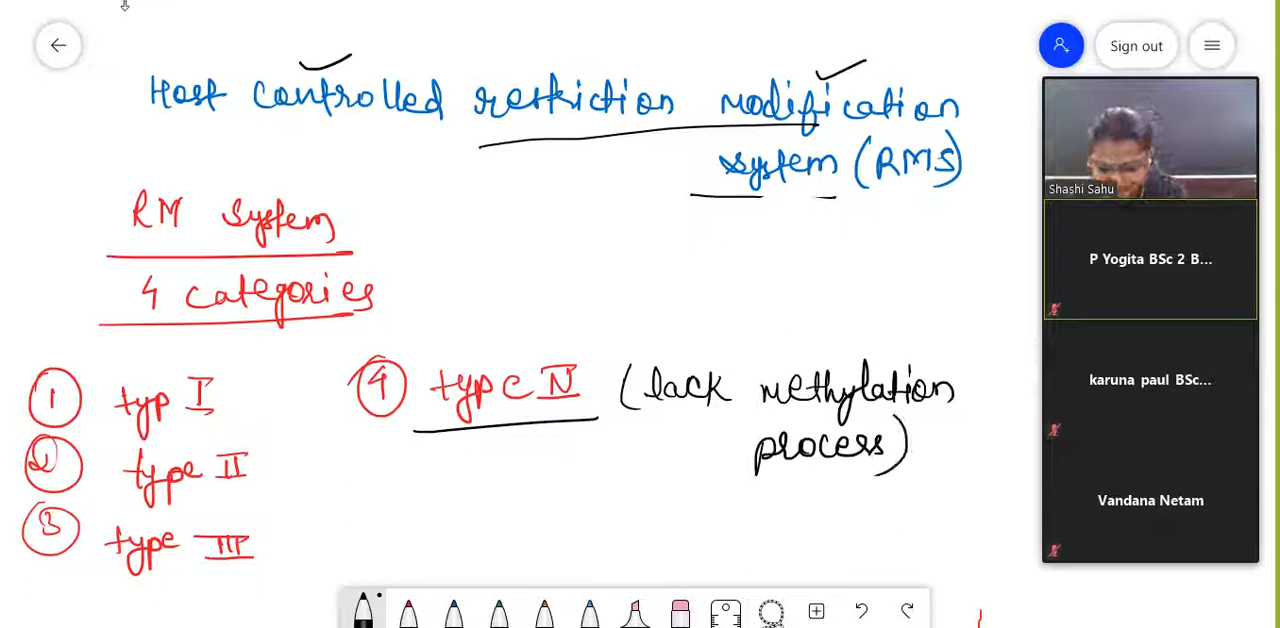 Sign out
Host controlled restriction modification
system (RMS)
RM System
4 categories
1 typ I
2 type II
3 type III
4 type IV (lack methylation
process)
Shashi Sahu
P Yogita BSc 2 B...
karuna paul BSc...
Vandana Netam